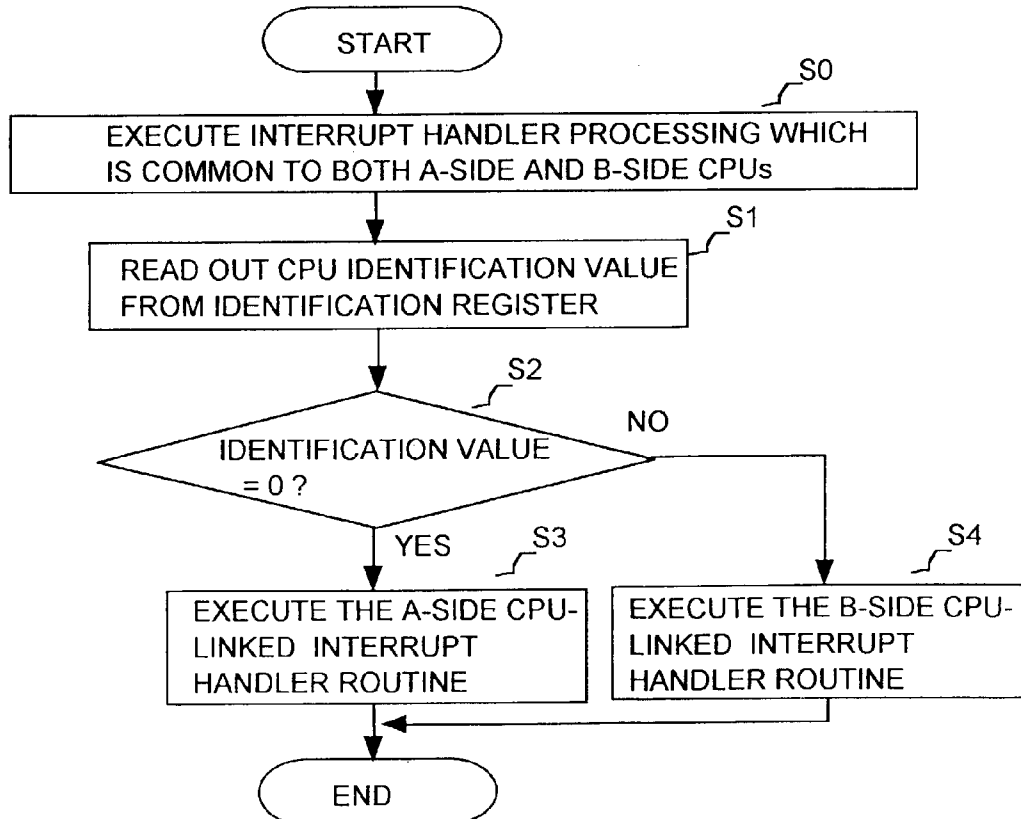 START
S0
EXECUTE INTERRUPT HANDLER PROCESSING WHICH
IS COMMON TO BOTH A-SIDE AND B-SIDE CPUs
S1
READ OUT CPU IDENTIFICATION VALUE
FROM IDENTIFICATION REGISTER
S2
IDENTIFICATION VALUE
= 0 ?
NO
YES
S3
EXECUTE THE A-SIDE CPU-
LINKED INTERRUPT
HANDLER ROUTINE
S4
EXECUTE THE B-SIDE CPU-
LINKED INTERRUPT
HANDLER ROUTINE
END